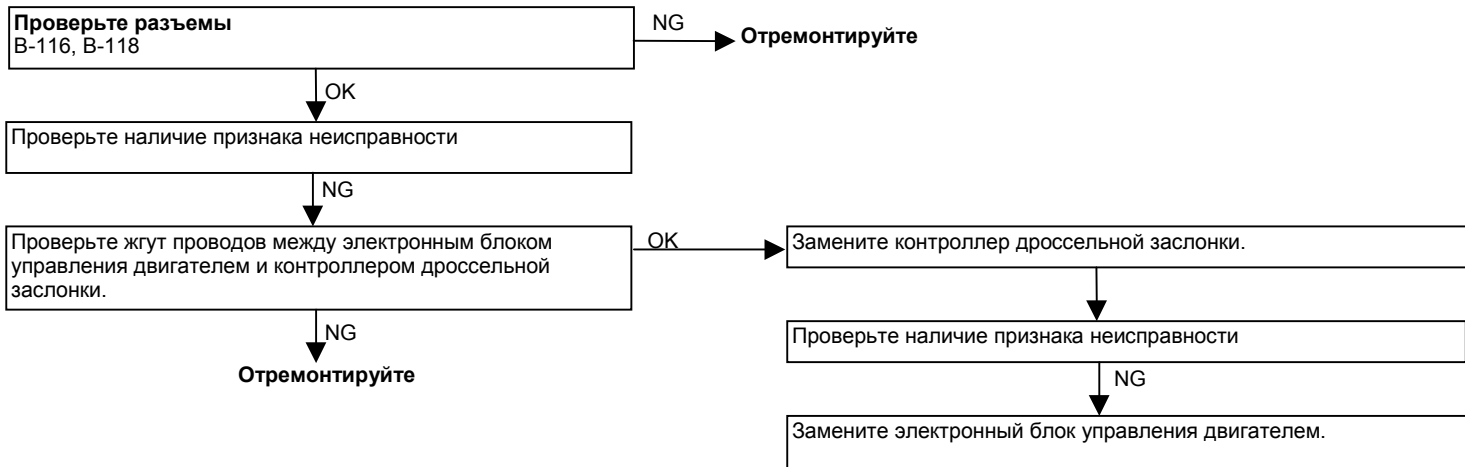 Проверьте разъемы
В-116, В-118
NG
Отремонтируйте
OK
Проверьте наличие признака неисправности
NG
Проверьте жгут проводов между электронным блоком
управления двигателем и контроллером дроссельной
заслонки.
OK
Замените контроллер дроссельной заслонки.
NG
Отремонтируйте
Проверьте наличие признака неисправности
NG
Замените электронный блок управления двигателем.